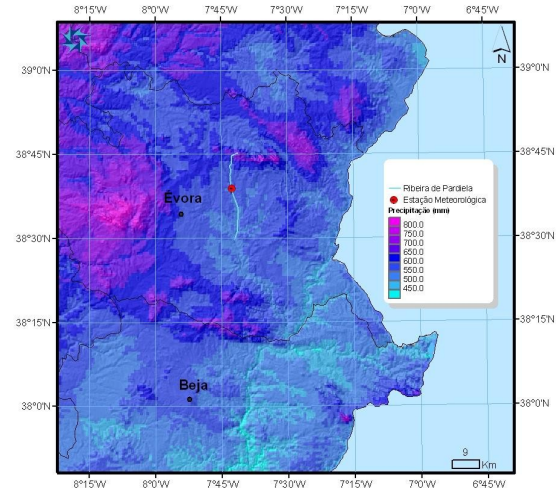 8°15'W 8°0'W 7°45'W 7°30'W 7°15'W 7°0'W 6°45'W
39°0'N 39°0'N
N
38°45'N 38°45'N
Ribeira de Pardiela
Estação Meteorológica
Precipitação (mm)
800.0
750.0
700.0
650.0
600.0
550.0
500.0
450.0
Évora
38°30'N 38°30'N
38°15'N 38°15'N
Beja
38°0'N 38°0'N
9
Km
8°15'W 8°0'W 7°45'W 7°30'W 7°15'W 7°0'W 6°45'W